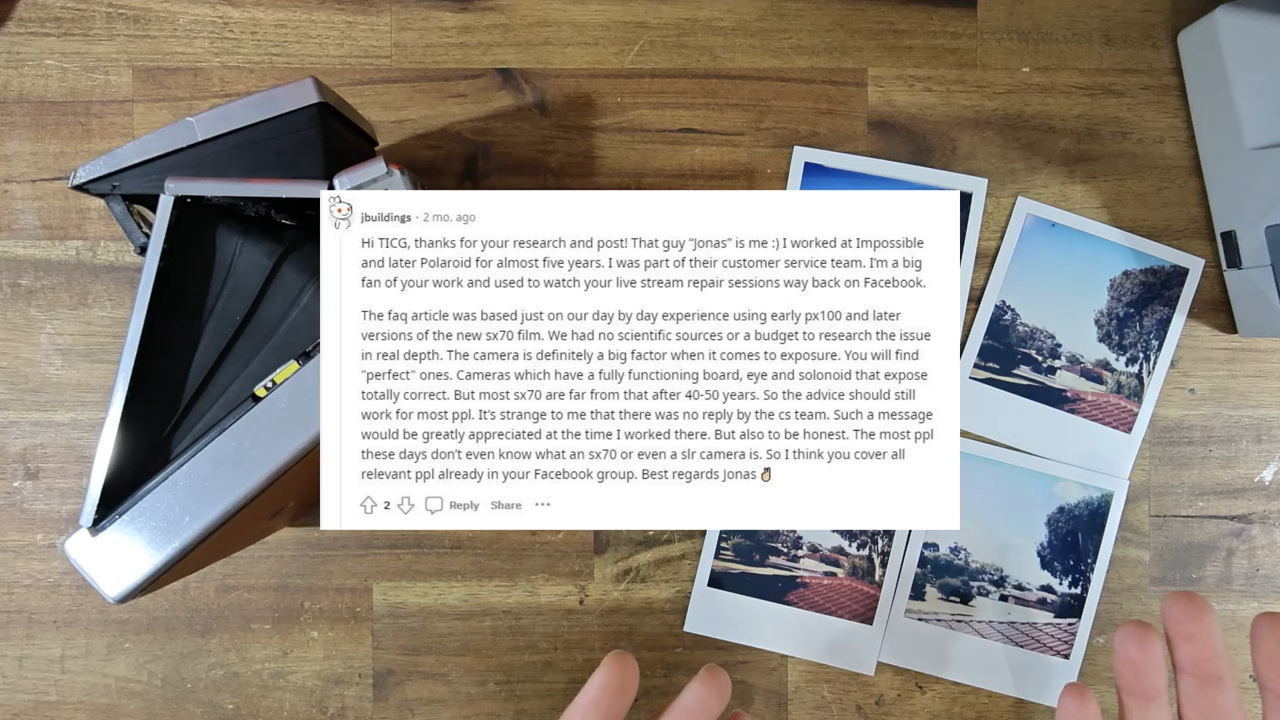 jbuildings · 2 mo. ago
Hi TICG, thanks for your research and post! That guy “Jonas” is me :) I worked at Impossible
and later Polaroid for almost five years. I was part of their customer service team. I’m a big
fan of your work and used to watch your live stream repair sessions way back on Facebook.
The faq article was based just on our day by day experience using early px100 and later
versions of the new sx70 film. We had no scientific sources or a budget to research the issue
in real depth. The camera is definitely a big factor when it comes to exposure. You will find
"perfect" ones. Cameras which have a fully functioning board, eye and solonoid that expose
totally correct. But most sx70 are far from that after 40-50 years. So the advice should still
work for most ppl. It’s strange to me that there was no reply by the cs team. Such a message
would be greatly appreciated at the time I worked there. But also to be honest. The most ppl
these days don’t even know what an sx70 or even a slr camera is. So I think you cover all
relevant ppl already in your Facebook group. Best regards Jonas ✌🏼
2 Reply Share ···